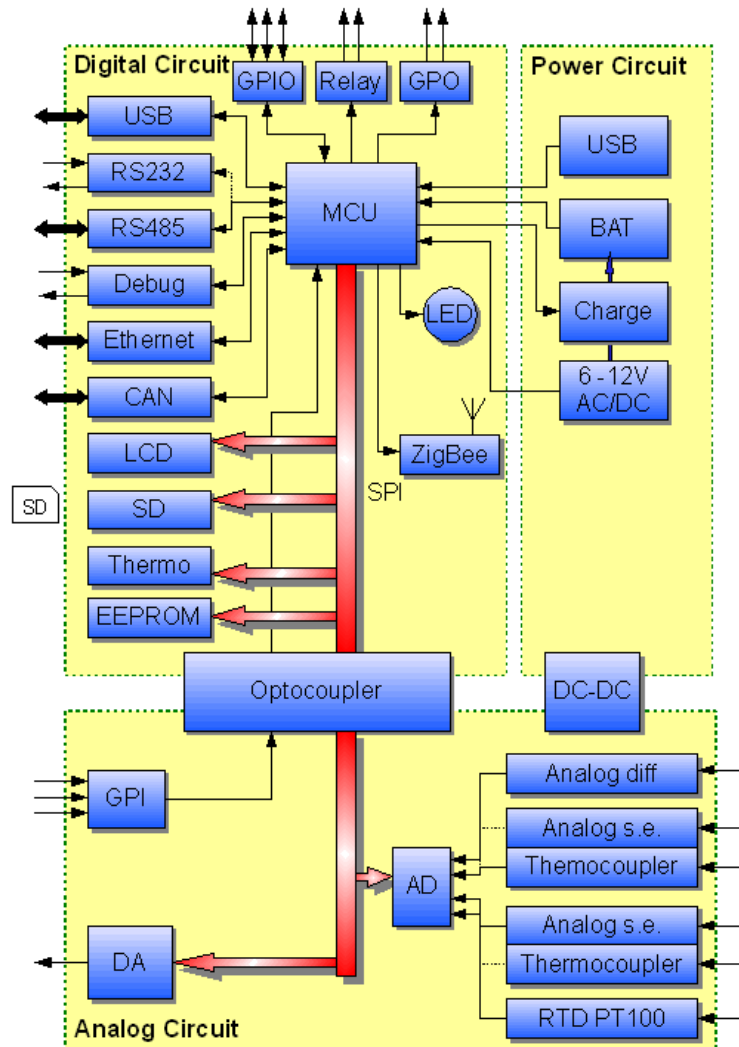 Digital Circuit
Power Circuit
GPIO
Relay
GPO
USB
USB
RS232
MCU
RS485
BAT
Debug
LED
Charge
Ethernet
6 -12V
AC/DC
CAN
LCD
ZigBee
SPI
SD
SD
Thermo
EEPROM
Optocoupler
DC-DC
Analog diff
GPI
Analog s.e.
Themocoupler
AD
Analog s.e.
DA
Thermocoupler
RTD PT100
Analog Circuit